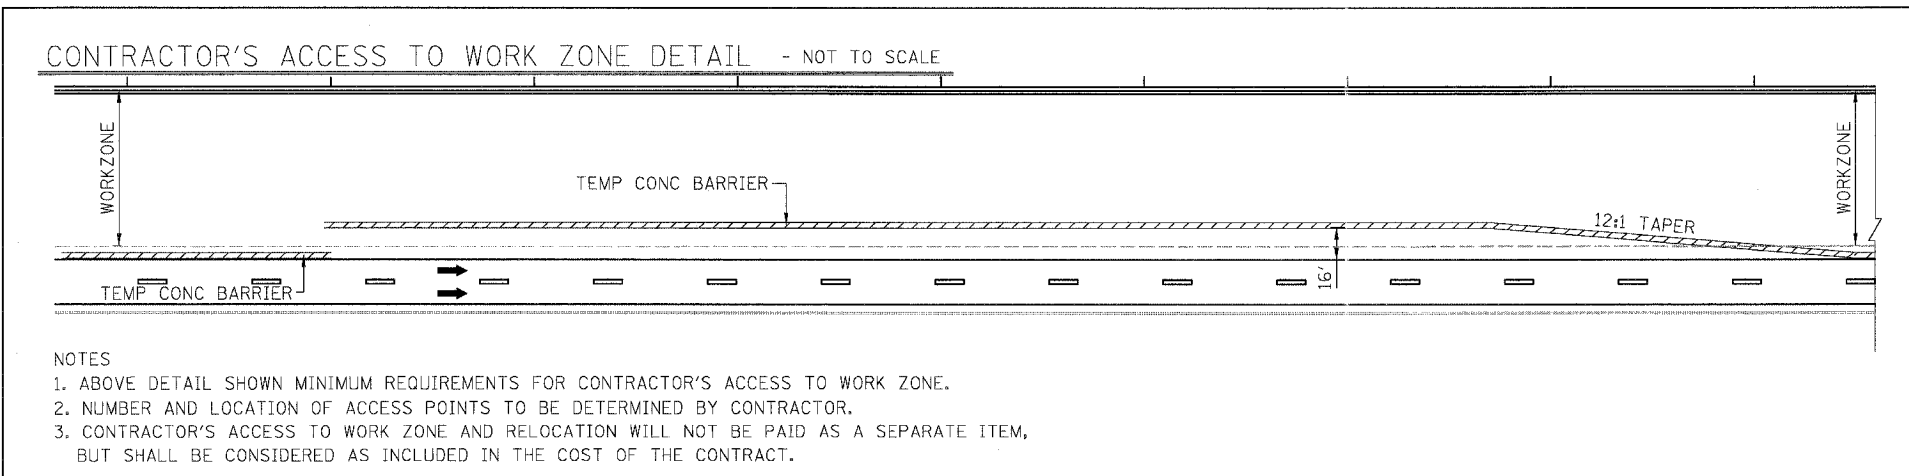 CONTRACTOR'S ACCESS TO WORK ZONE DETAIL - NOT TO SCALE
WORKZONE
TEMP CONC BARRIER
12:1 TAPER
WORKZONE
16'
TEMP CONC BARRIER
NOTES
1. ABOVE DETAIL SHOWN MINIMUM REQUIREMENTS FOR CONTRACTOR'S ACCESS TO WORK ZONE.
2. NUMBER AND LOCATION OF ACCESS POINTS TO BE DETERMINED BY CONTRACTOR.
3. CONTRACTOR'S ACCESS TO WORK ZONE AND RELOCATION WILL NOT BE PAID AS A SEPARATE ITEM,
BUT SHALL BE CONSIDERED AS INCLUDED IN THE COST OF THE CONTRACT.